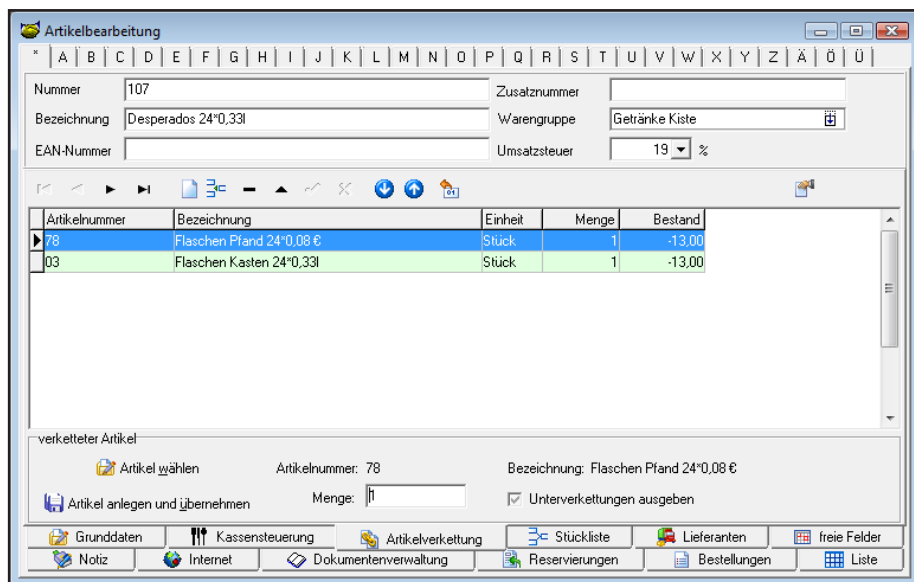 Artikelbearbeitung
* A B C D E F G H I J K L M N O P Q R S T U V W X Y Z Ä Ö Ü
Nummer 107 Zusatznummer
Bezeichnung Desperados 24*0,33l Warengruppe Getränke Kiste
EAN-Nummer Umsatzsteuer 19 %
Artikelnummer Bezeichnung Einheit Menge Bestand
78 Flaschen Pfand 24*0,08 € Stück 1 -13,00
03 Flaschen Kasten 24*0,33l Stück 1 -13,00
verketteter Artikel
Artikel wählen Artikelnummer: 78 Bezeichnung: Flaschen Pfand 24*0,08 €
Artikel anlegen und übernehmen Menge: 1 Unterverkettungen ausgeben
Grunddaten Kassensteuerung Artikelverkettung Stückliste Lieferanten freie Felder
Notiz Internet Dokumentenverwaltung Reservierungen Bestellungen Liste